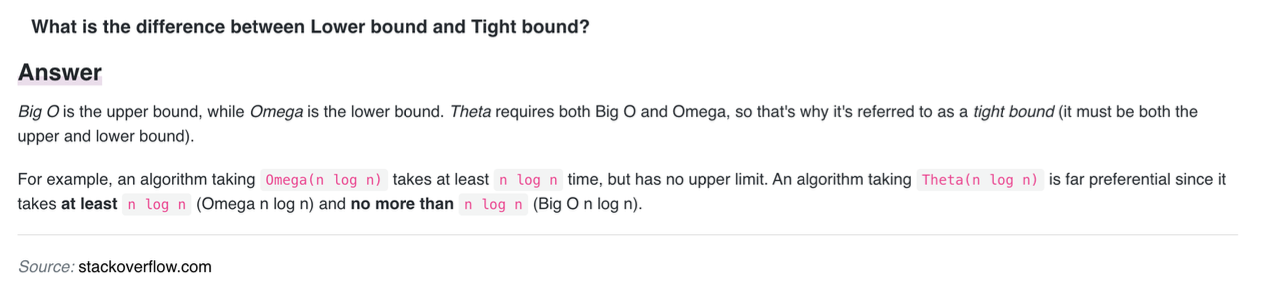 What is the difference between Lower bound and Tight bound?
Answer
Big O is the upper bound, while Omega is the lower bound. Theta requires both Big O and Omega, so that's why it's referred to as a tight bound (it must be both the
upper and lower bound).
For example, an algorithm taking Omega(n log n) takes at least n log n time, but has no upper limit. An algorithm taking Theta(n log n) is far preferential since it
takes at least n log n (Omega n log n) and no more than n log n (Big O n log n).
Source: stackoverflow.com